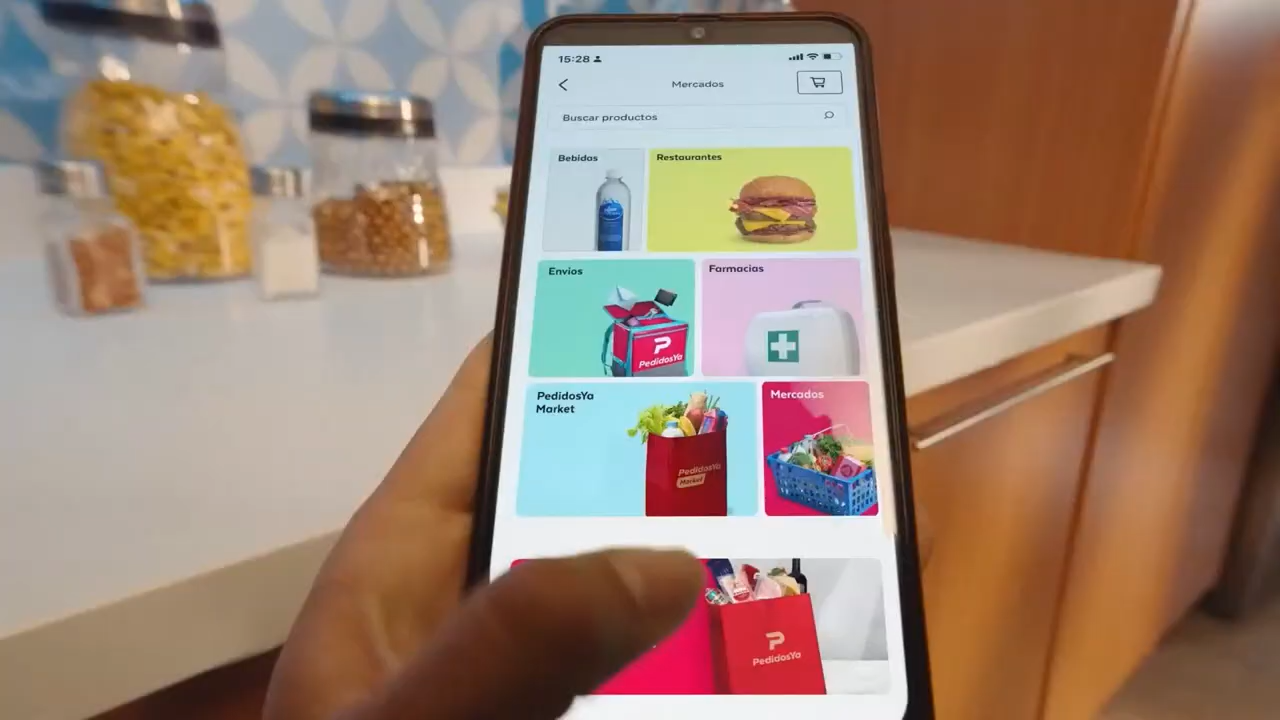 15:28
Mercados
Buscar productos
Bebidas
Restaurantes
Envíos
Farmacias
PedidosYa
PedidosYa
Market
Mercados
PedidosYa
Market
PedidosYa